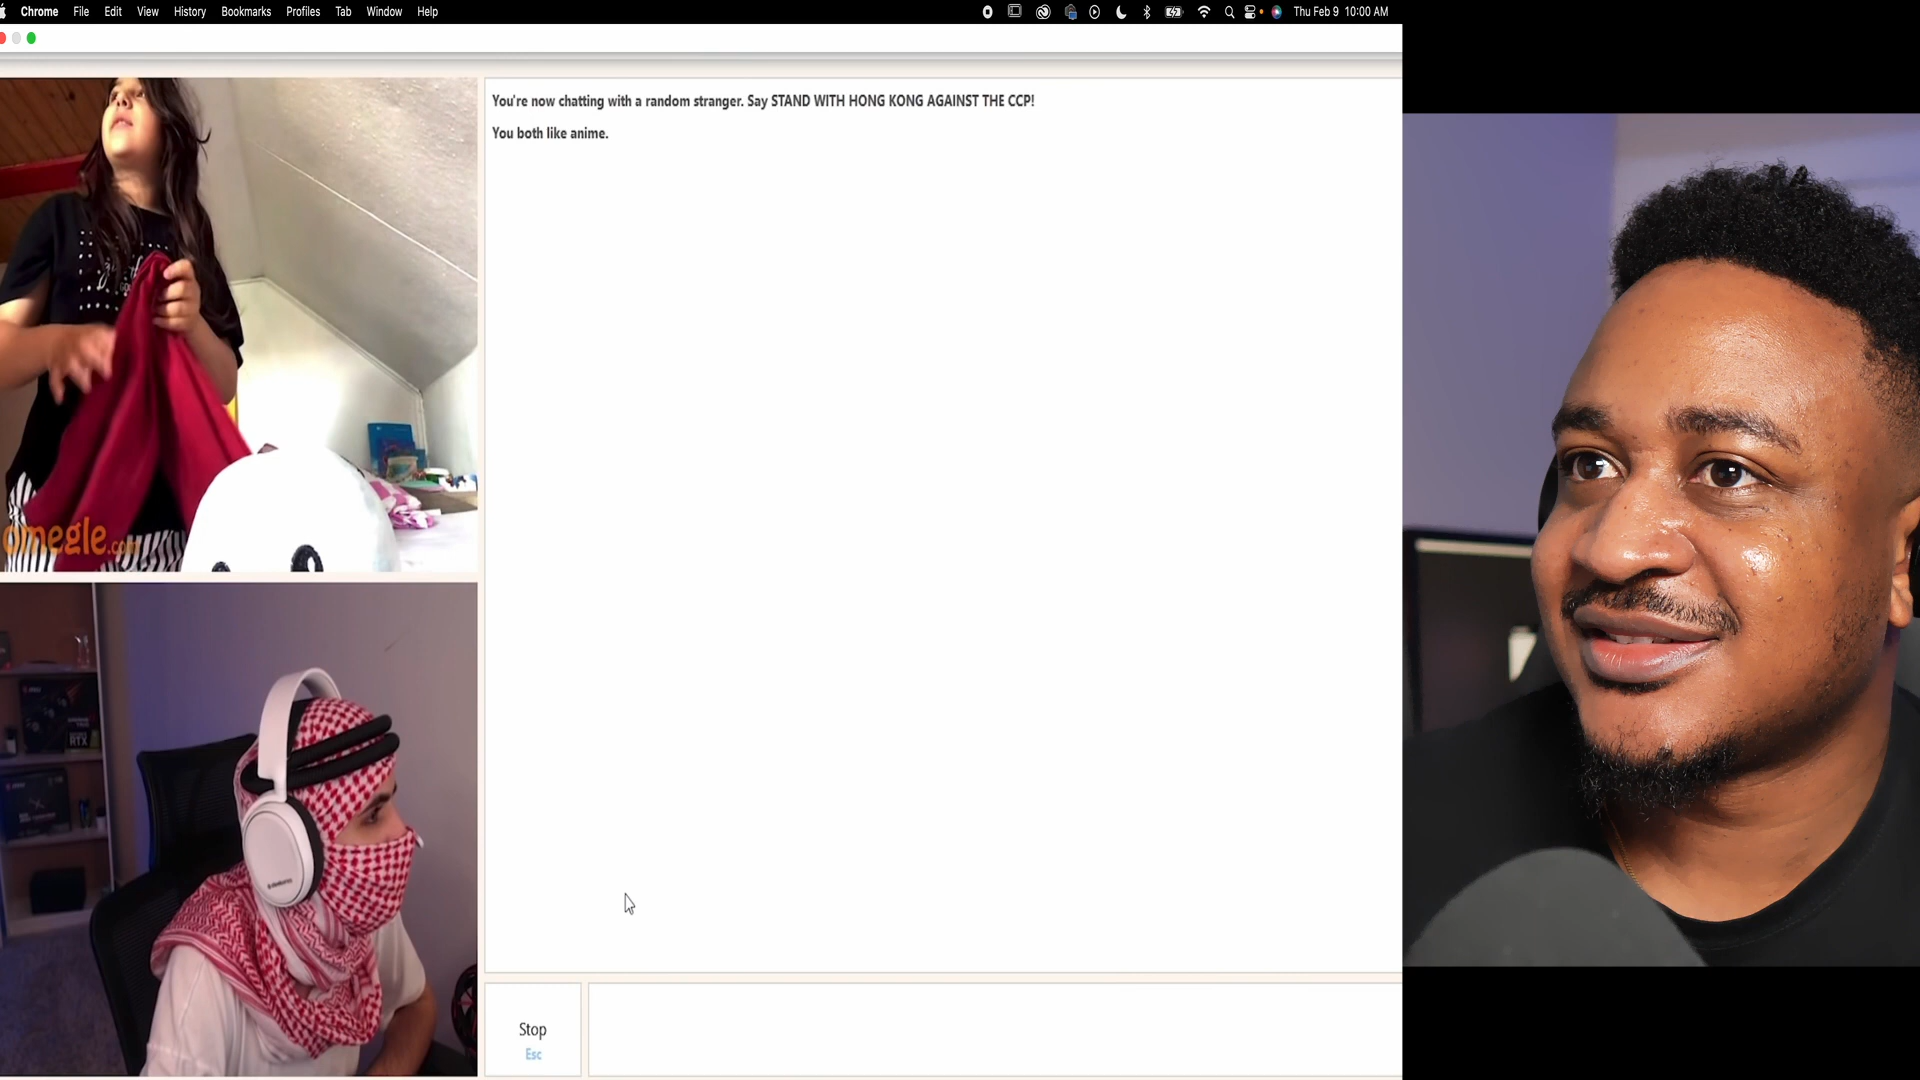 Chrome File Edit View History Bookmarks Profiles Tab Window Help
Thu Feb 9 10:00 AM
You're now chatting with a random stranger. Say STAND WITH HONG KONG AGAINST THE CCP!
You both like anime.
omegle.com
RTX
Stop
Esc